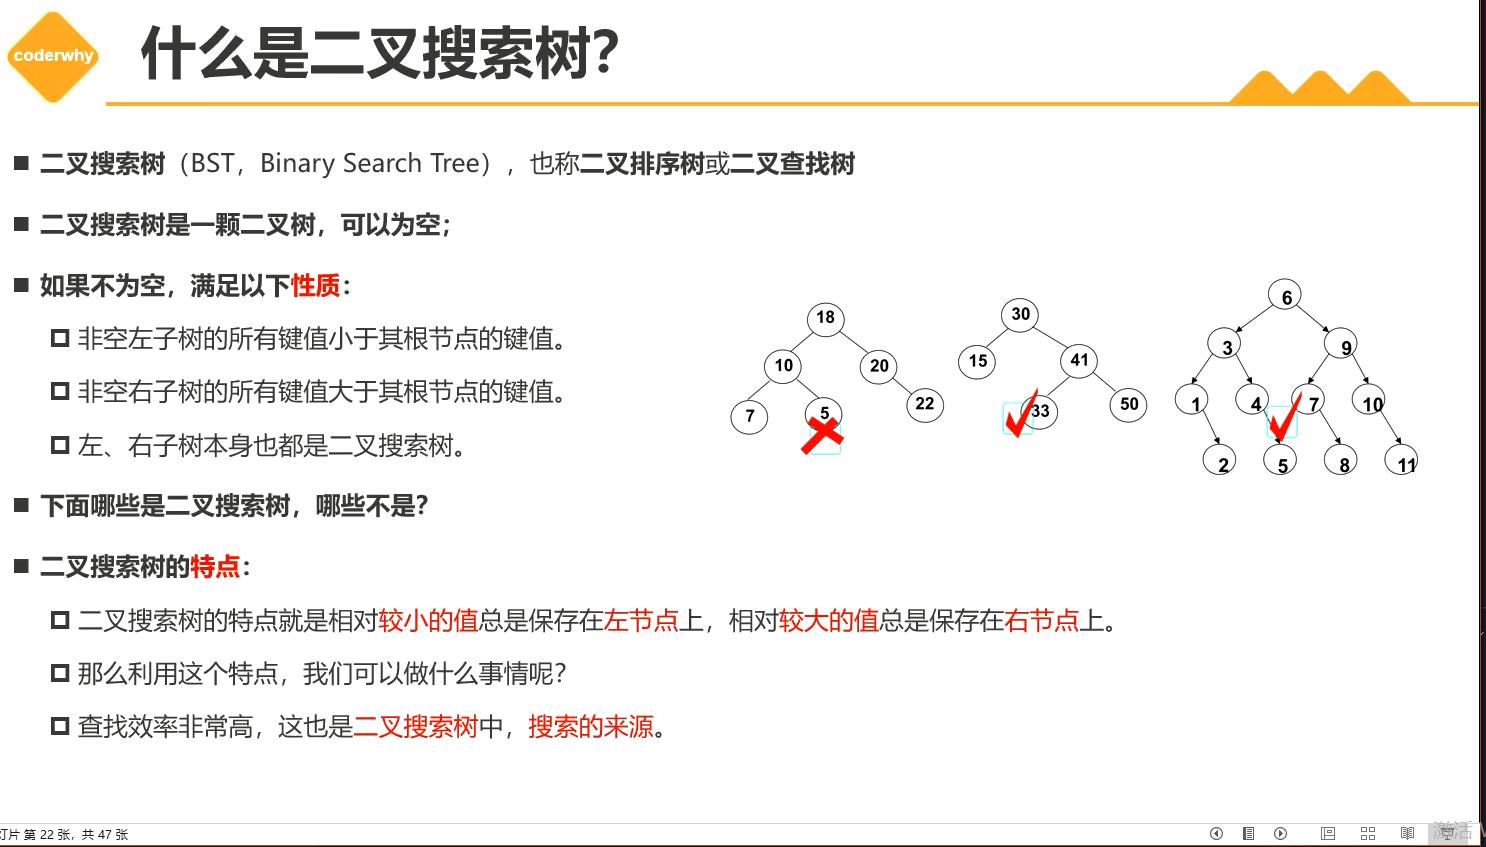 coderwhy
什么是二叉搜索树?
二叉搜索树（BST，Binary Search Tree），也称二叉排序树或二叉查找树
二叉搜索树是一颗二叉树，可以为空；
如果不为空，满足以下性质：
非空左子树的所有键值小于其根节点的键值。
非空右子树的所有键值大于其根节点的键值。
左、右子树本身也都是二叉搜索树。
下面哪些是二叉搜索树，哪些不是?
二叉搜索树的特点：
二叉搜索树的特点就是相对较小的值总是保存在左节点上，相对较大的值总是保存在右节点上。
那么利用这个特点，我们可以做什么事情呢?
查找效率非常高，这也是二叉搜索树中，搜索的来源。
18
10 20
7 5 22
30
15 41
33 50
6
3 9
1 4 7 10
2 5 8 11
灯片 第 22 张，共 47 张
激活